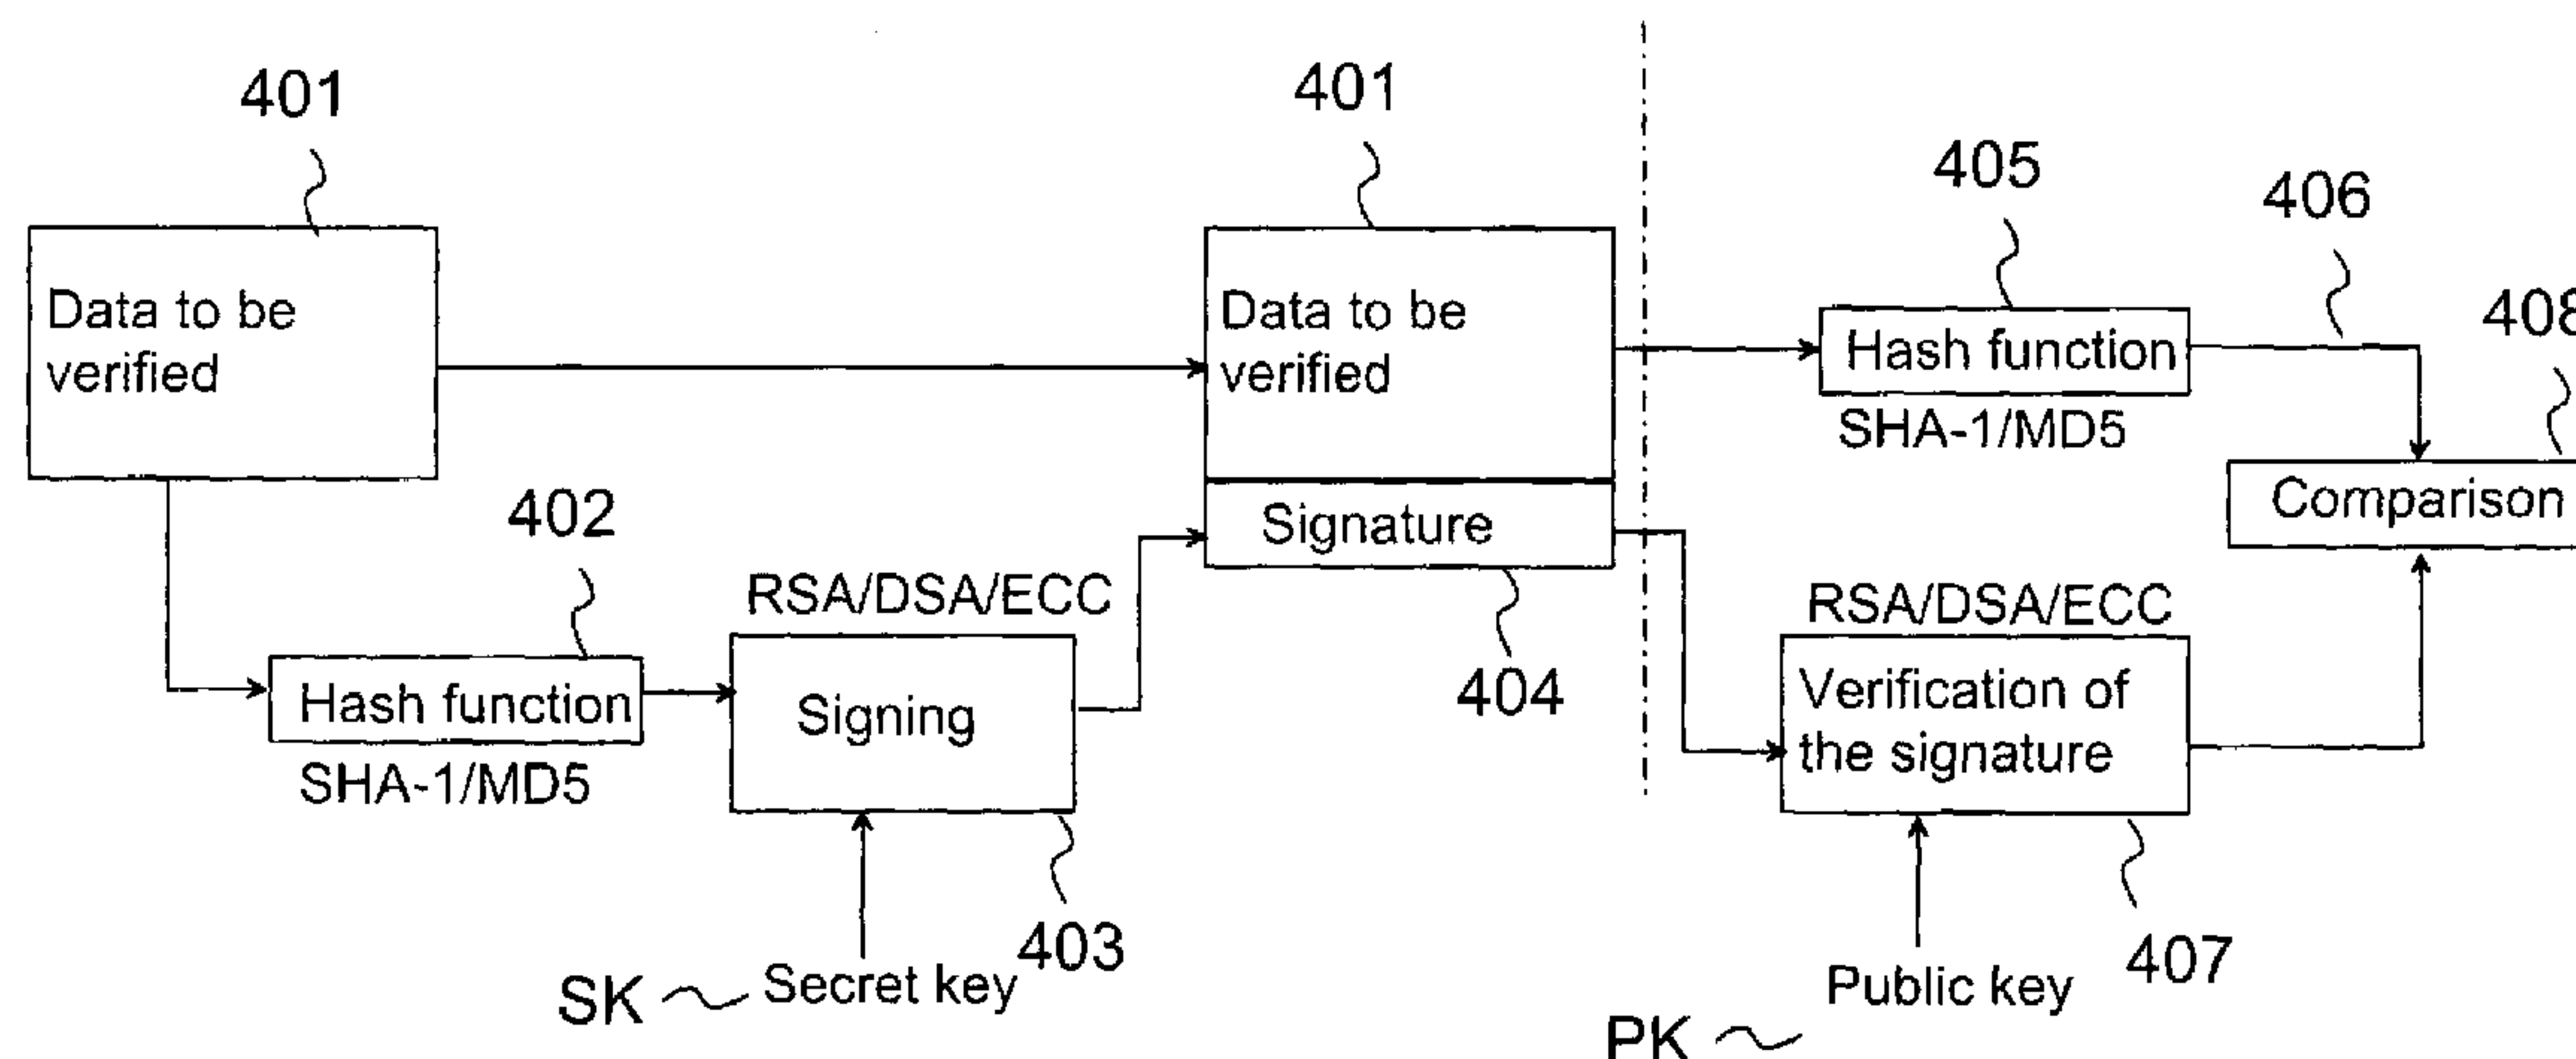 401
401
405
406
408
Data to be
verified
Data to be
verified
Hash function
SHA-1/MD5
Comparison
402
Signature
RSA/DSA/ECC
RSA/DSA/ECC
404
Hash function
SHA-1/MD5
Signing
Verification of
the signature
403
407
SK
Secret key
Public key
PK